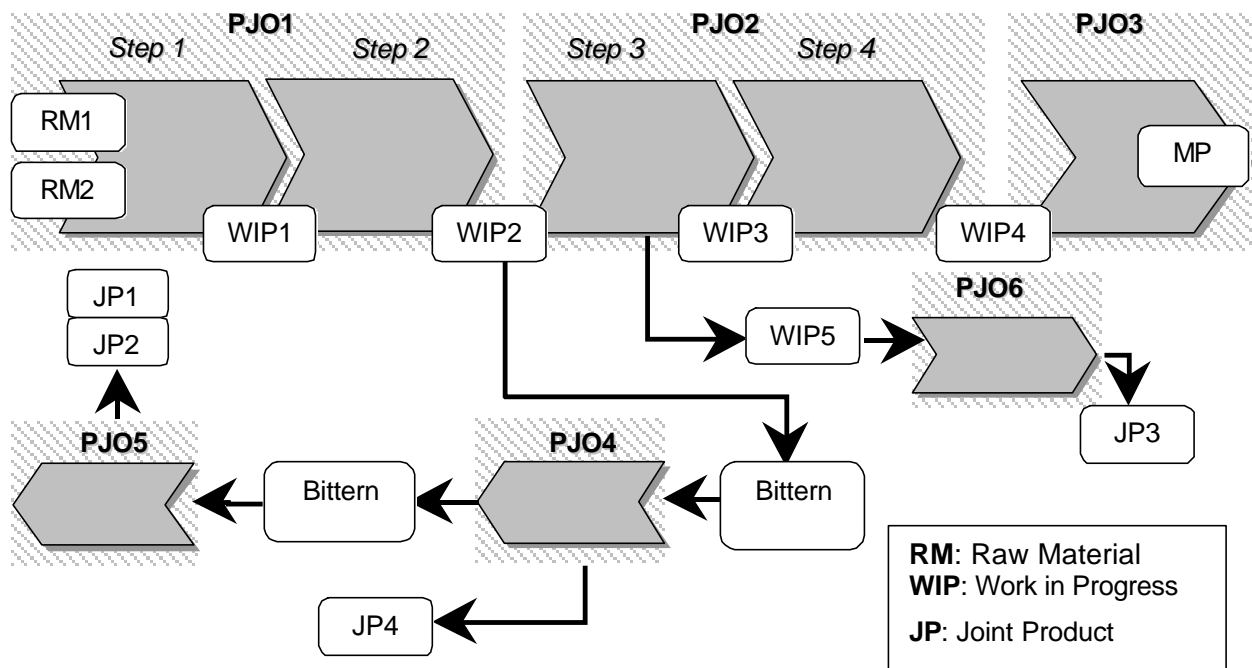 PJO1
PJO2
PJO3
Step 1
Step 2
Step 3
Step 4
RM1
RM2
MP
WIP1
WIP2
WIP3
WIP4
JP1
JP2
PJO6
WIP5
JP3
PJO5
PJO4
Bittern
Bittern
JP4
RM: Raw Material
WIP: Work in Progress
JP: Joint Product